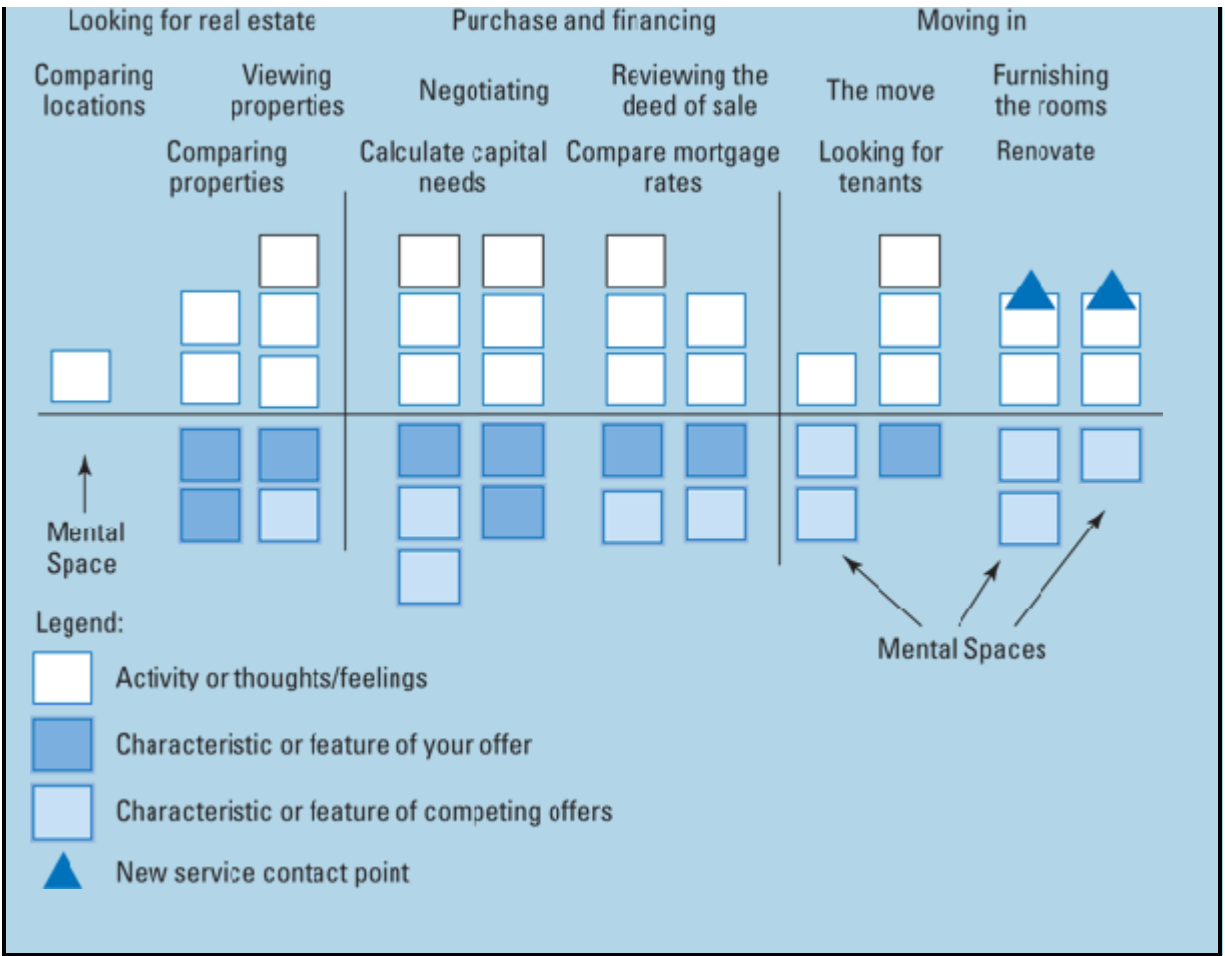 Looking for real estate
Purchase and financing
Moving in
Comparing
locations
Viewing
properties
Negotiating
Reviewing the
deed of sale
The move
Furnishing
the rooms
Comparing
properties
Calculate capital
needs
Compare mortgage
rates
Looking for
tenants
Renovate
Mental
Space
Mental Spaces
Legend:
Activity or thoughts/feelings
Characteristic or feature of your offer
Characteristic or feature of competing offers
New service contact point